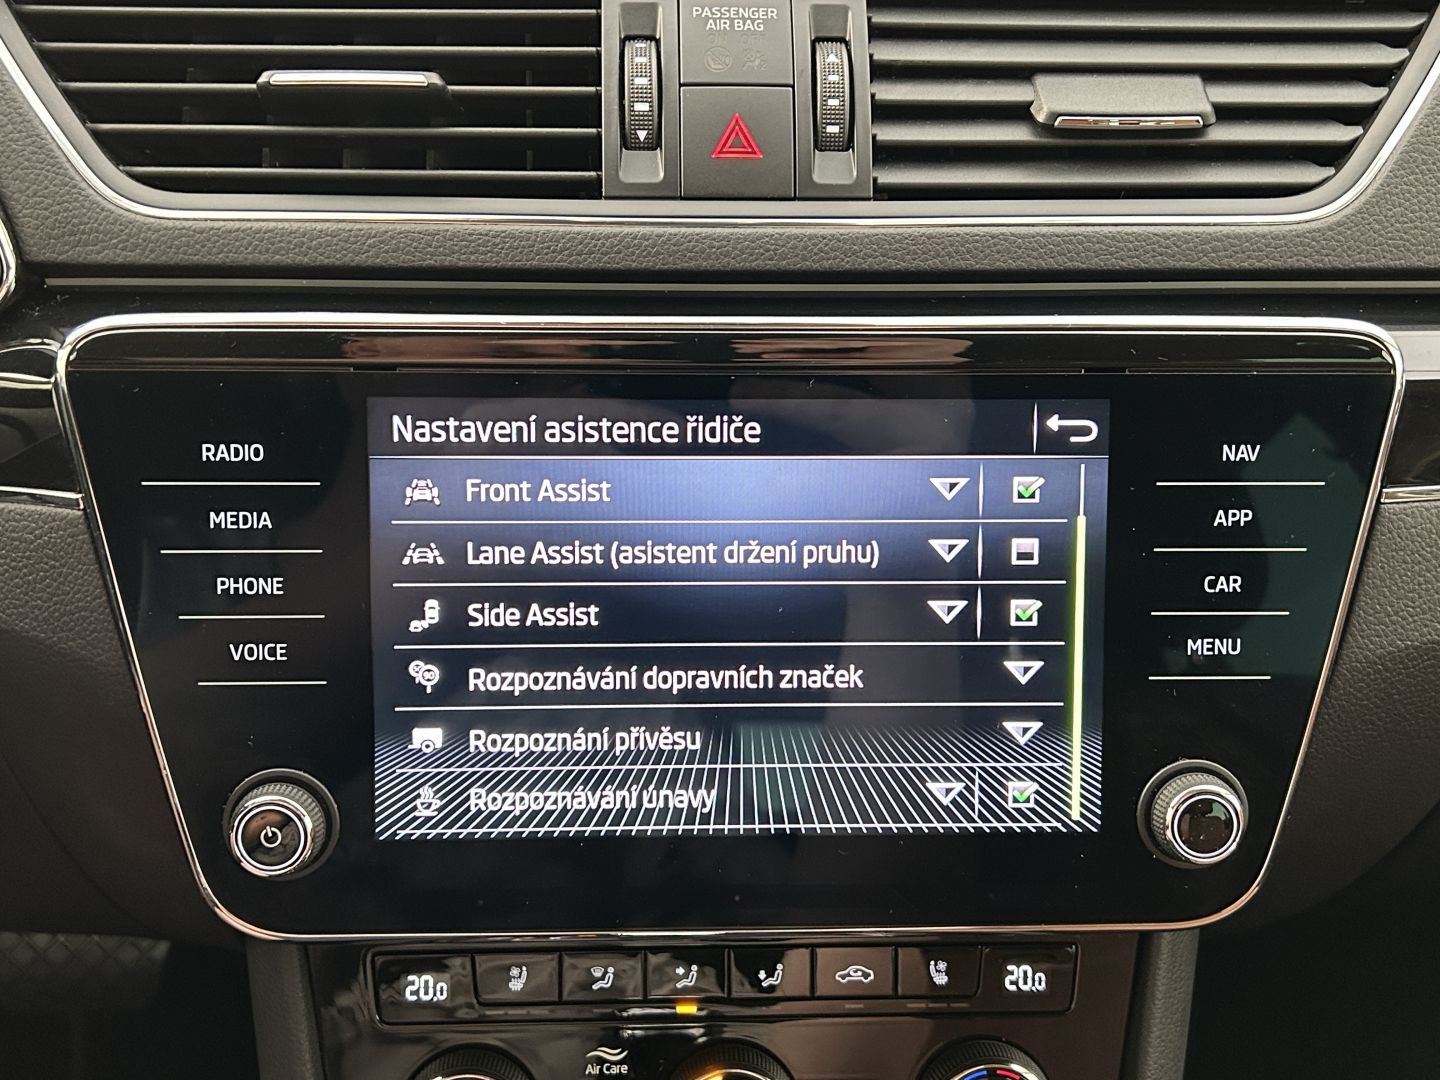 PASSENGER
AIR BAG
Nastavení asistence řidiče
RADIO
MEDIA
PHONE
VOICE
Front Assist
Lane Assist (asistent držení pruhu)
Side Assist
Rozpoznávání dopravních značek
Rozpoznání přívěsu
Rozpoznávání únavy
NAV
APP
CAR
MENU
20.0
20.0
Air Care